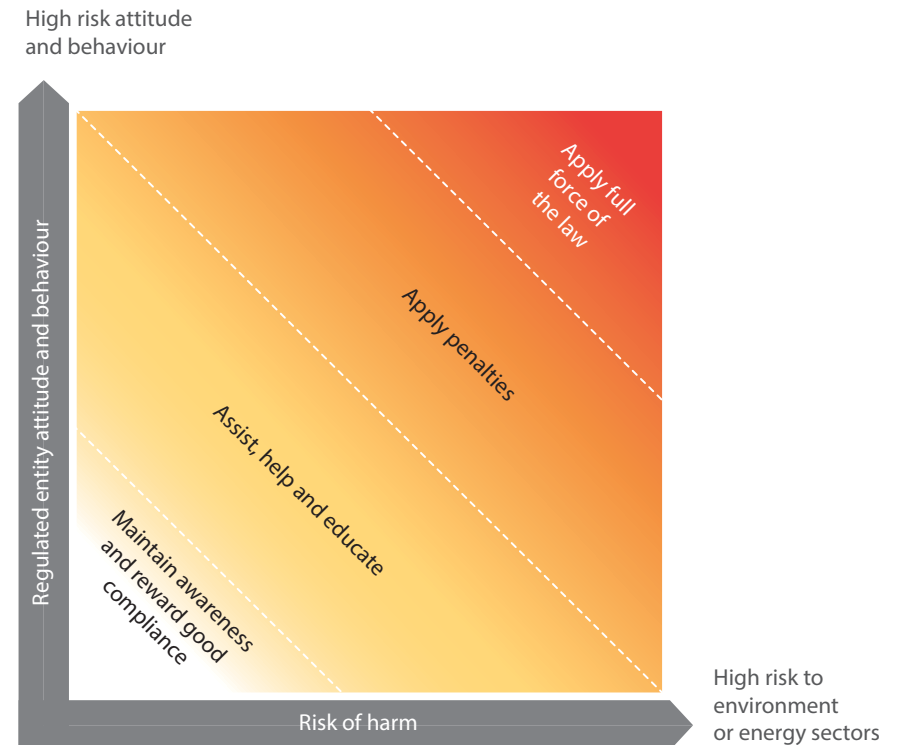 High risk attitude
and behaviour
Regulated entity attitude and behaviour
Apply full
force of
the law
Apply penalties
Assist, help and educate
Maintain awareness
and reward good
compliance
Risk of harm
High risk to
environment
or energy sectors